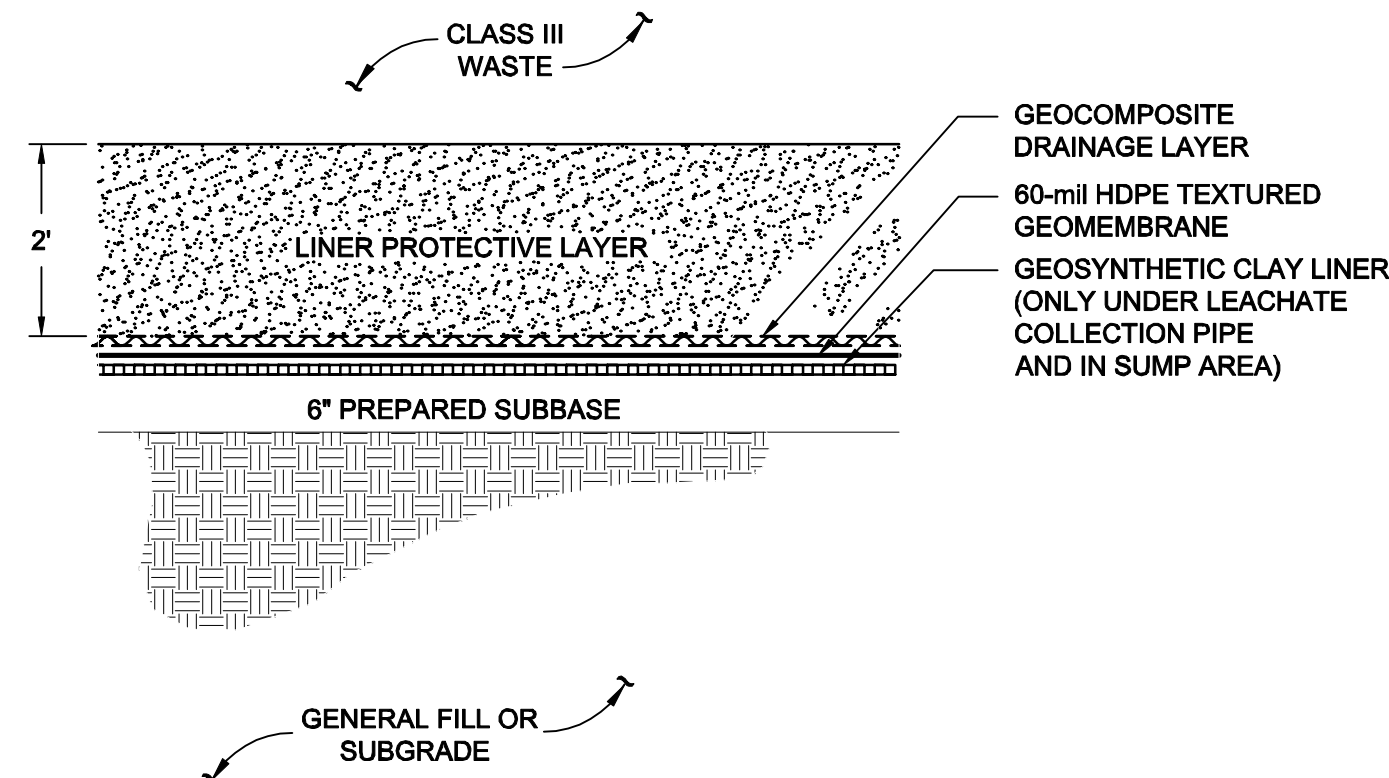 CLASS III
WASTE
GEOCOMPOSITE
DRAINAGE LAYER
60-mil HDPE TEXTURED
GEOMEMBRANE
2'
LINER PROTECTIVE LAYER
GEOSYNTHETIC CLAY LINER
(ONLY UNDER LEACHATE
COLLECTION PIPE
AND IN SUMP AREA)
6" PREPARED SUBBASE
GENERAL FILL OR
SUBGRADE